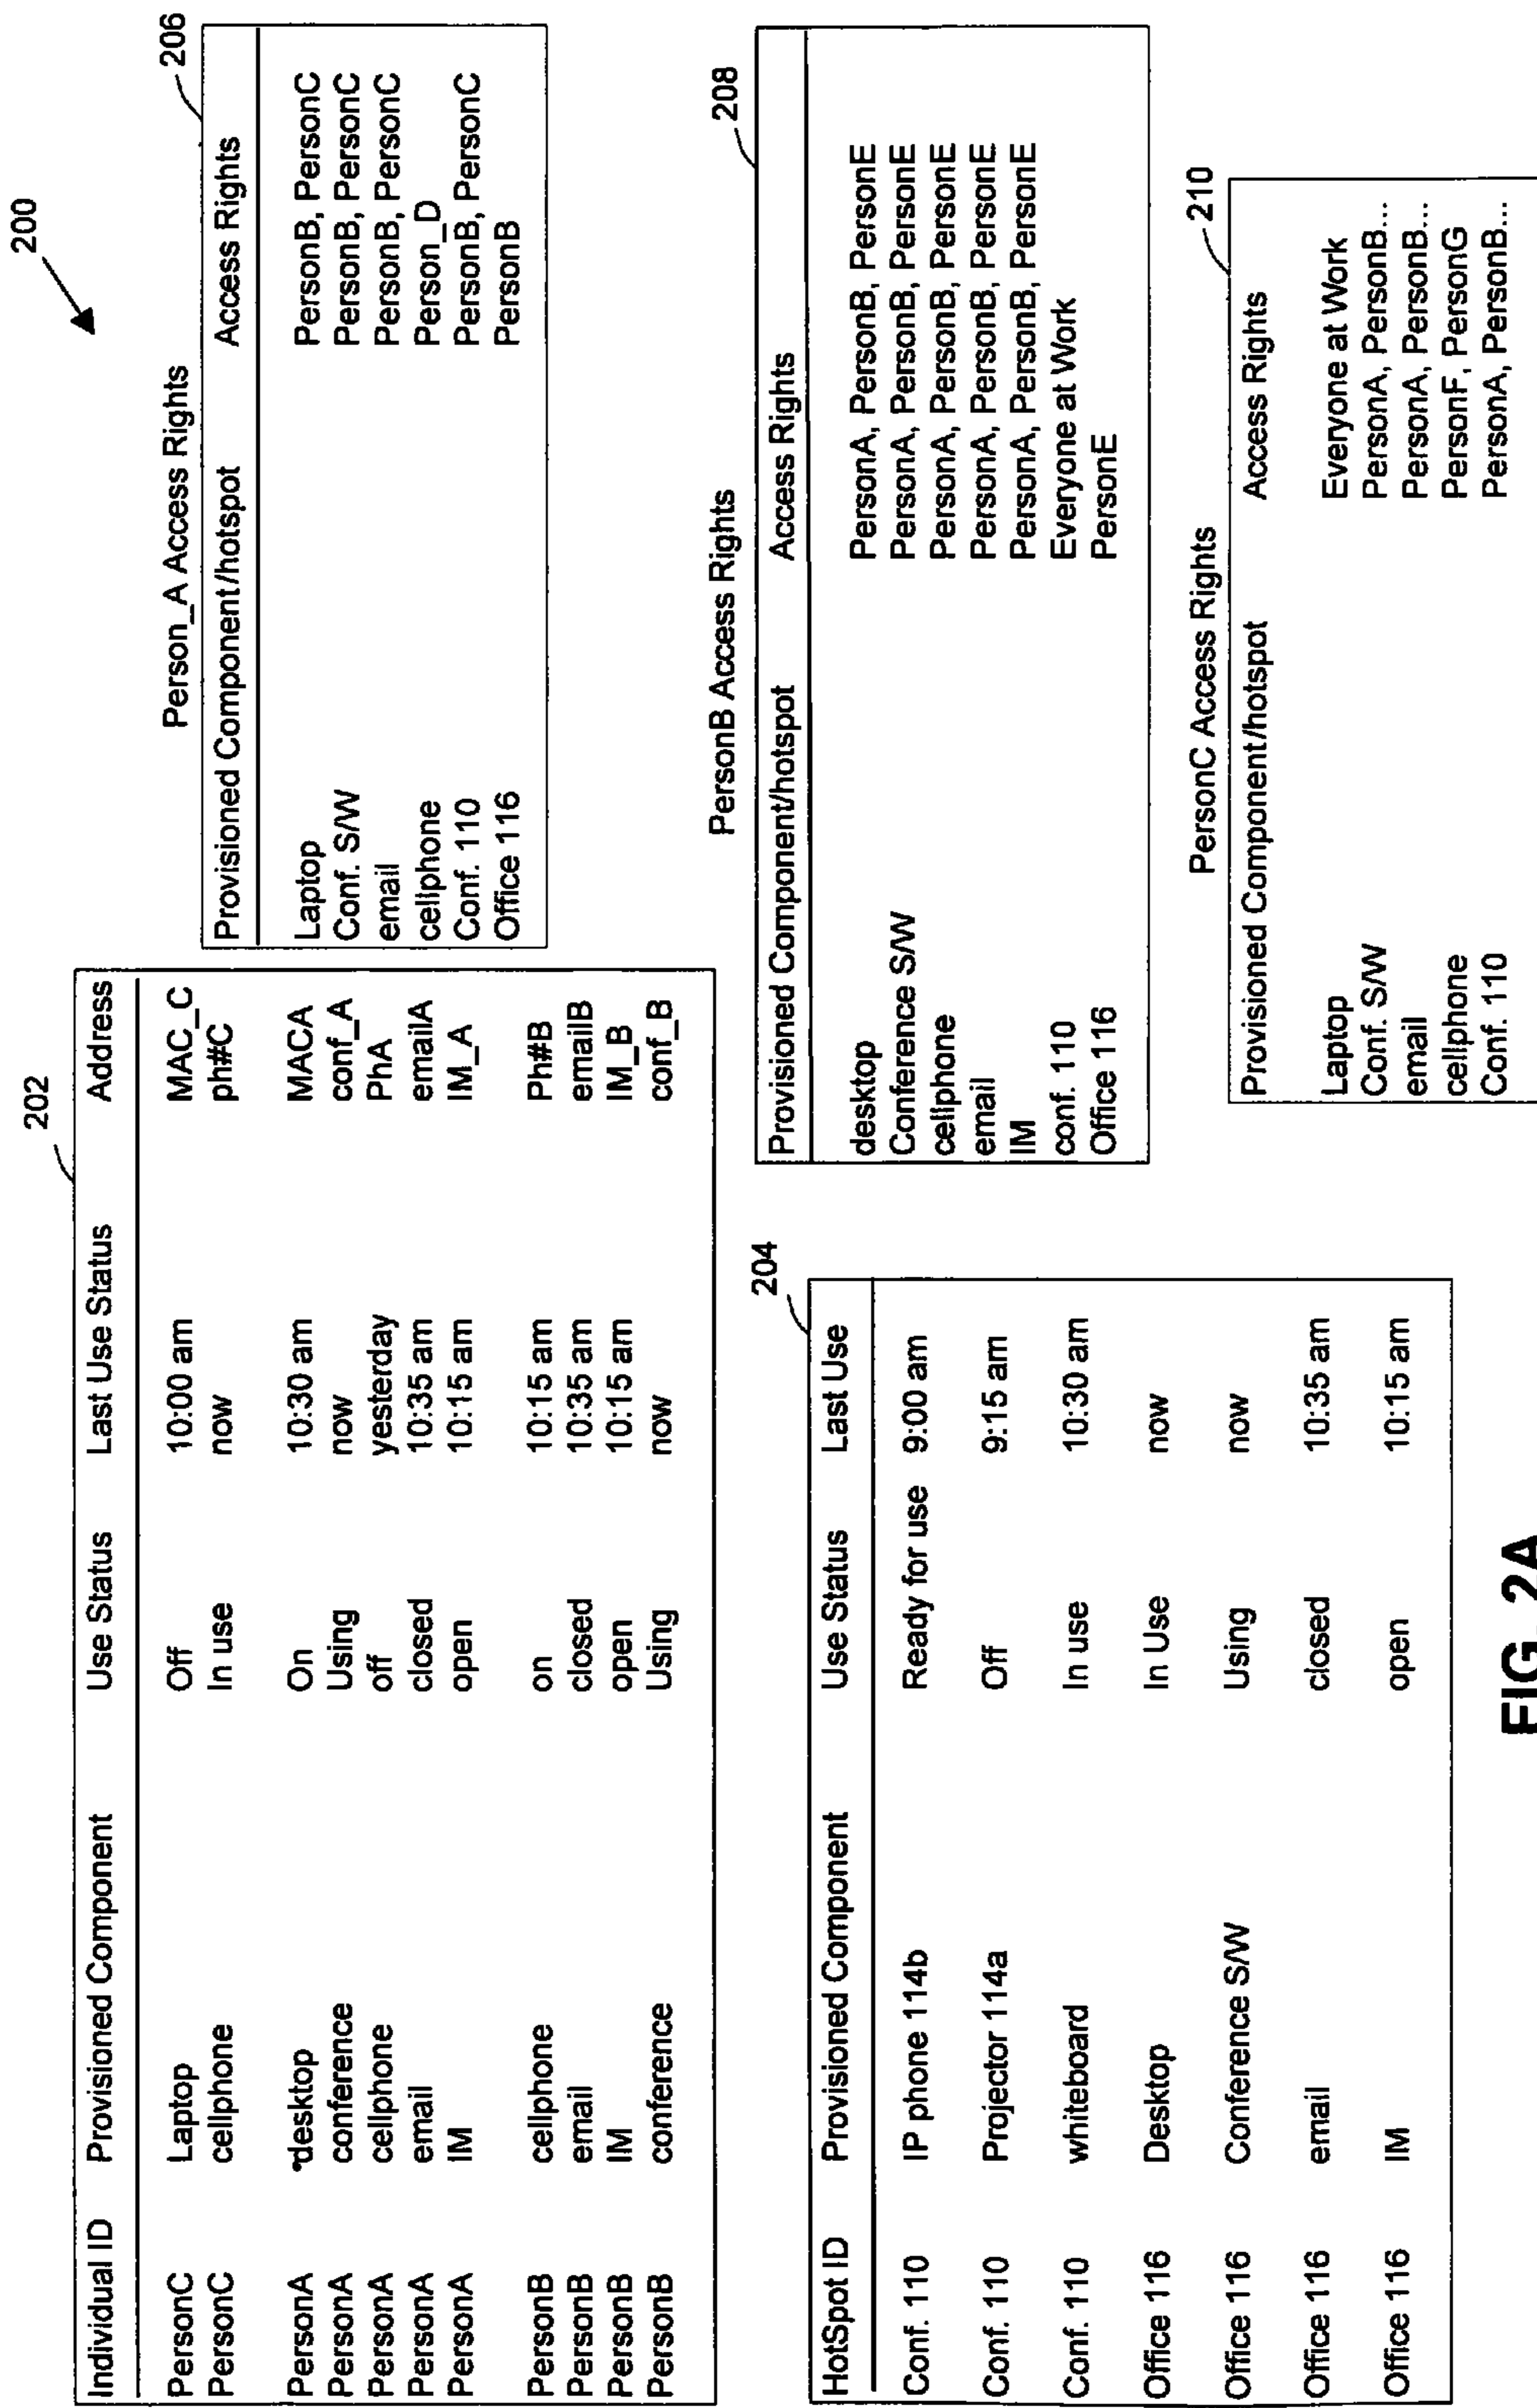 200
202
Individual ID Provisioned Component Use Status Last Use Status Address
PersonC Laptop Off 10:00 am MAC_C
PersonC cellphone In use now ph#C
PersonA desktop On 10:30 am MACA
PersonA conference Using now conf_A
PersonA cellphone off yesterday PhA
PersonA email closed 10:35 am emailA
PersonA IM open 10:15 am IM_A
PersonB cellphone on 10:15 am Ph#B
PersonB email closed 10:35 am emailB
PersonB IM open 10:15 am IM_B
PersonB conference Using now conf_B
204
HotSpot ID Provisioned Component Use Status Last Use
Conf. 110 IP phone 114b Ready for use 9:00 am
Conf. 110 Projector 114a Off 9:15 am
Conf. 110 whiteboard In use 10:30 am
Office 116 Desktop In Use now
Office 116 Conference S/W Using now
Office 116 email closed 10:35 am
Office 116 IM open 10:15 am
Person_A Access Rights
206
Provisioned Component/hotspot Access Rights
Laptop PersonB, PersonC
Conf. S/W PersonB, PersonC
email PersonB, PersonC
cellphone Person_D
Conf. 110 PersonB, PersonC
Office 116 PersonB
PersonB Access Rights
208
Provisioned Component/hotspot Access Rights
desktop PersonA, PersonB, PersonE
Conference S/W PersonA, PersonB, PersonE
cellphone PersonA, PersonB, PersonE
email PersonA, PersonB, PersonE
IM PersonA, PersonB, PersonE
conf. 110 Everyone at Work
Office 116 PersonE
PersonC Access Rights
210
Provisioned Component/hotspot Access Rights
Laptop Everyone at Work
Conf. S/W PersonA, PersonB...
email PersonA, PersonB...
cellphone PersonF, PersonG
Conf. 110 PersonA, PersonB...
FIG. 2A